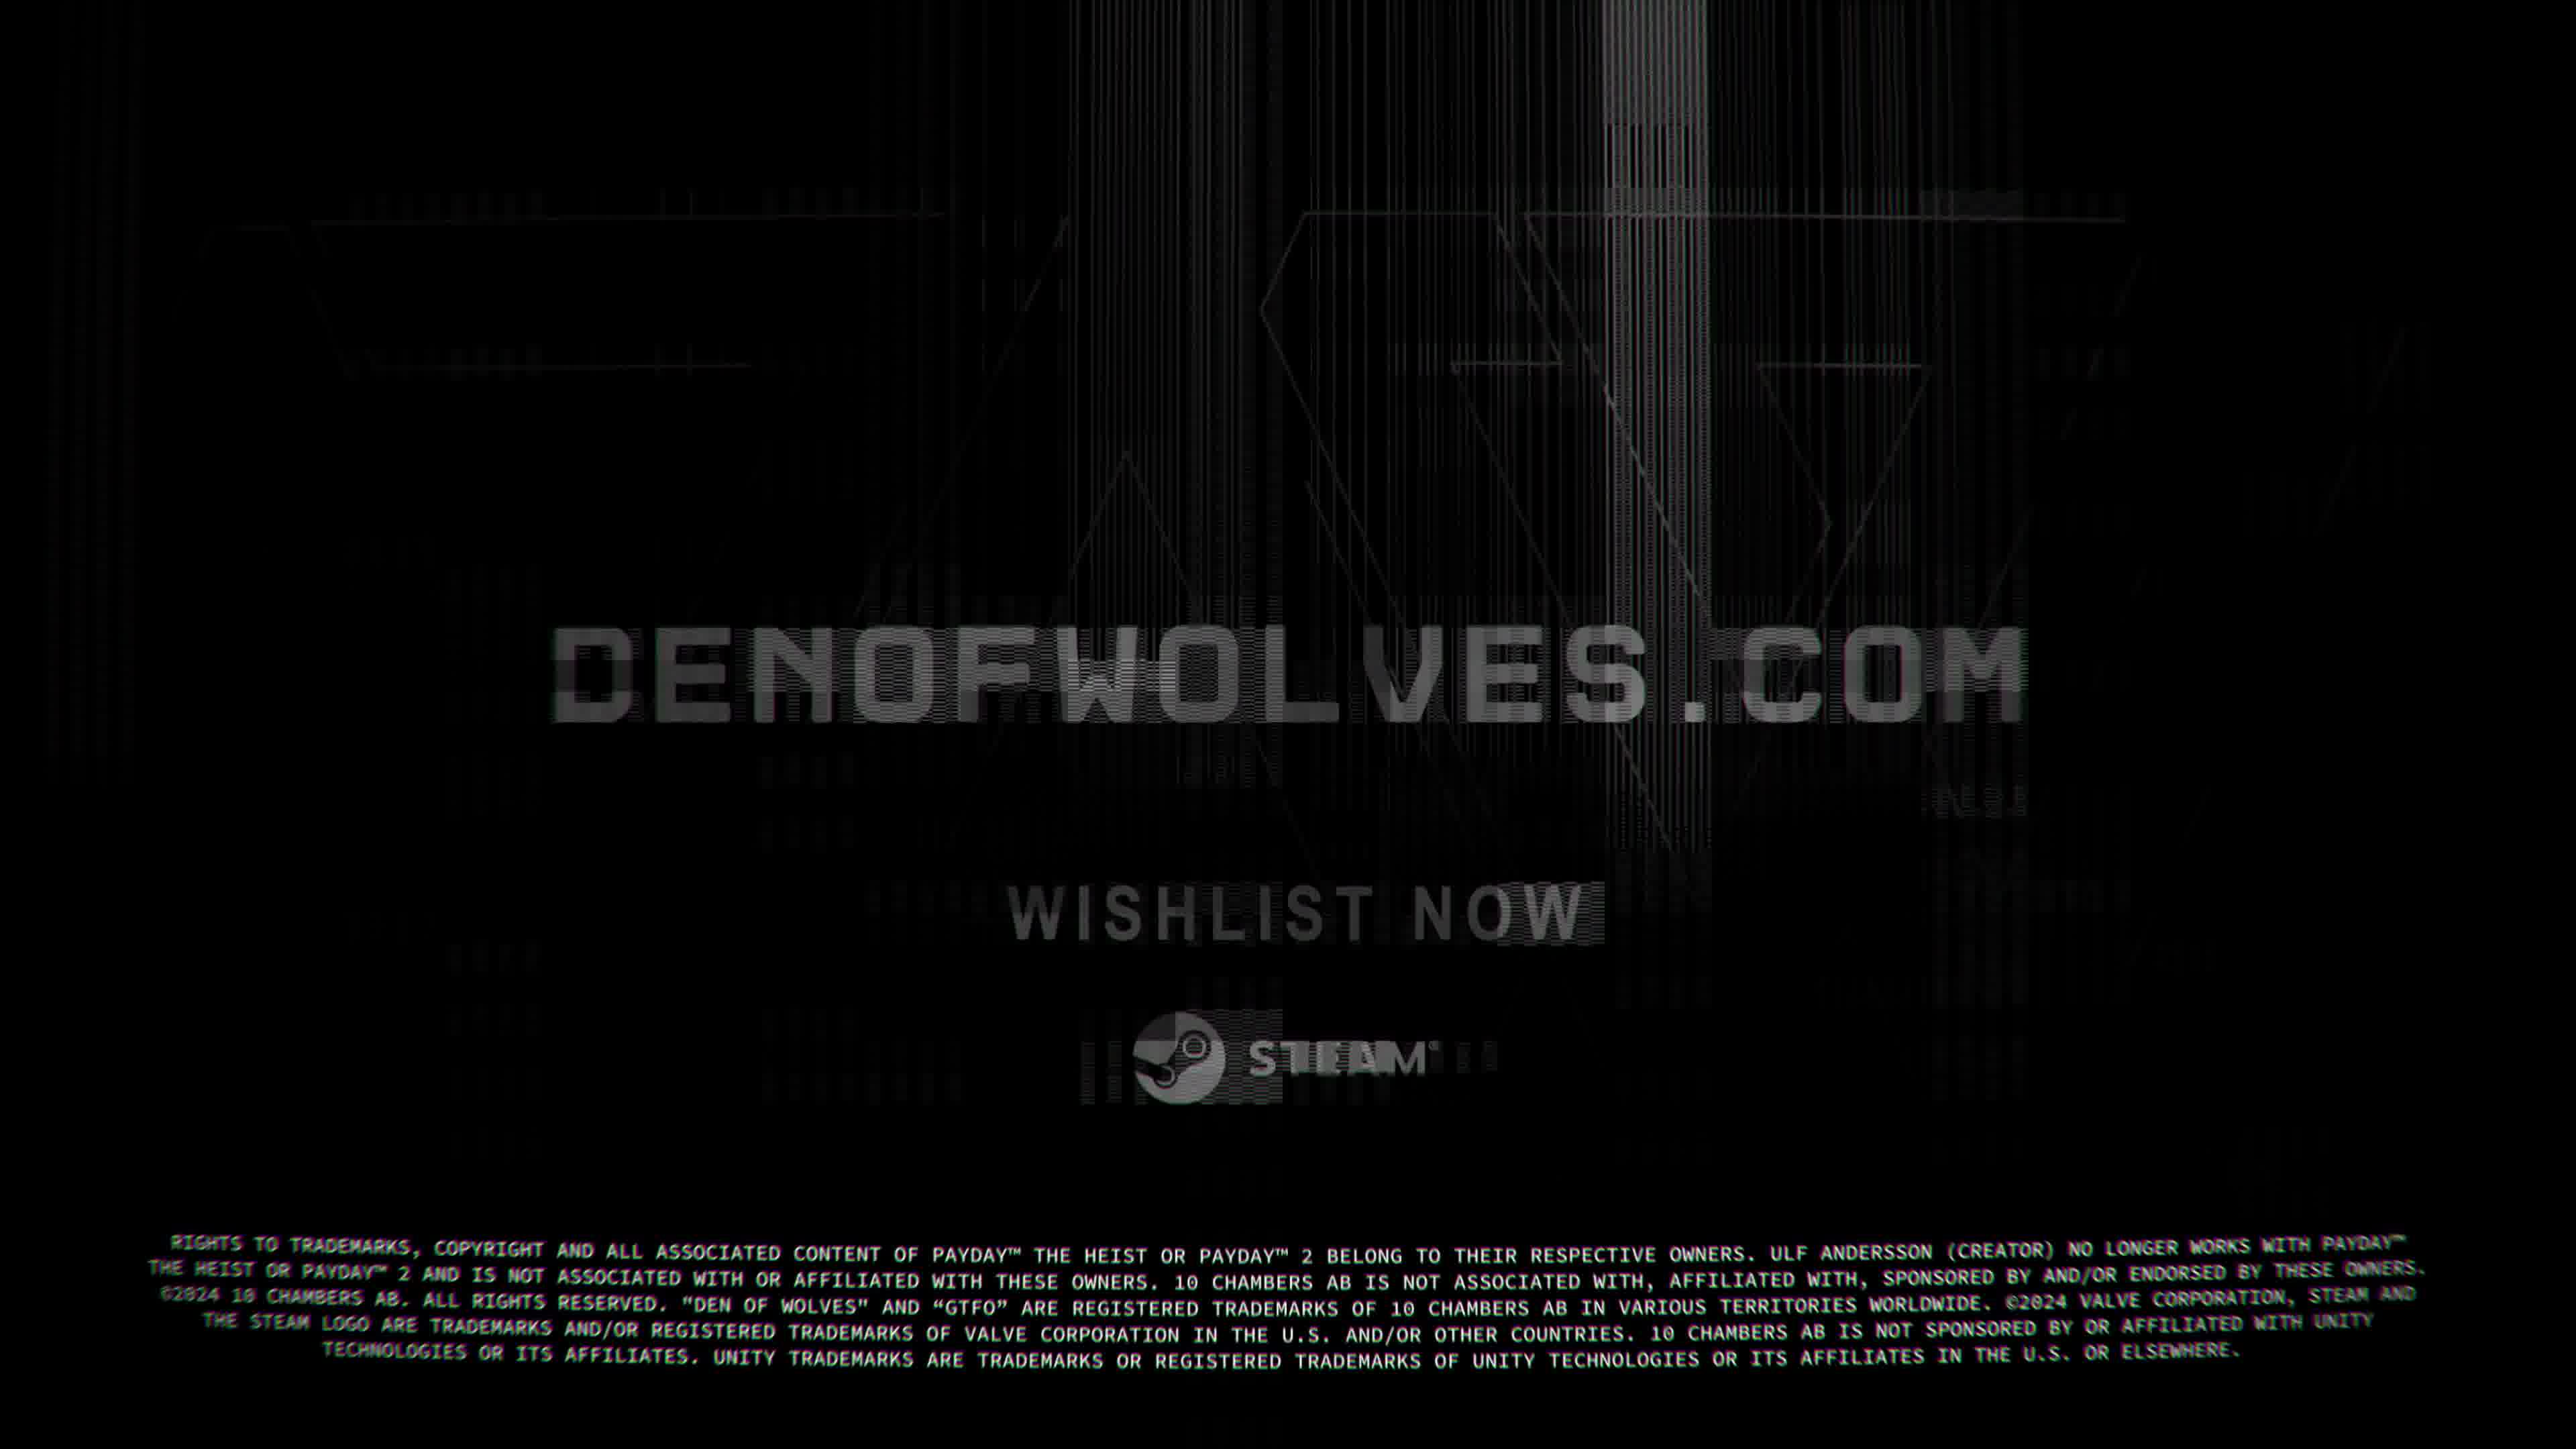 DENOFWOLVES.COM
WISHLIST NOW
STEAM®
RIGHTS TO TRADEMARKS, COPYRIGHT AND ALL ASSOCIATED CONTENT OF PAYDAY™ THE HEIST OR PAYDAY™ 2 BELONG TO THEIR RESPECTIVE OWNERS. ULF ANDERSSON (CREATOR) NO LONGER WORKS WITH PAYDAY™
THE HEIST OR PAYDAY™ 2 AND IS NOT ASSOCIATED WITH OR AFFILIATED WITH THESE OWNERS. 10 CHAMBERS AB IS NOT ASSOCIATED WITH, AFFILIATED WITH, SPONSORED BY AND/OR ENDORSED BY THESE OWNERS.
©2024 10 CHAMBERS AB. ALL RIGHTS RESERVED. “DEN OF WOLVES" AND “GTFO” ARE REGISTERED TRADEMARKS OF 10 CHAMBERS AB IN VARIOUS TERRITORIES WORLDWIDE. ©2024 VALVE CORPORATION, STEAM AND
THE STEAM LOGO ARE TRADEMARKS AND/OR REGISTERED TRADEMARKS OF VALVE CORPORATION IN THE U.S. AND/OR OTHER COUNTRIES. 10 CHAMBERS AB IS NOT SPONSORED BY OR AFFILIATED WITH UNITY
TECHNOLOGIES OR ITS AFFILIATES. UNITY TRADEMARKS ARE TRADEMARKS OR REGISTERED TRADEMARKS OF UNITY TECHNOLOGIES OR ITS AFFILIATES IN THE U.S. OR ELSEWHERE.